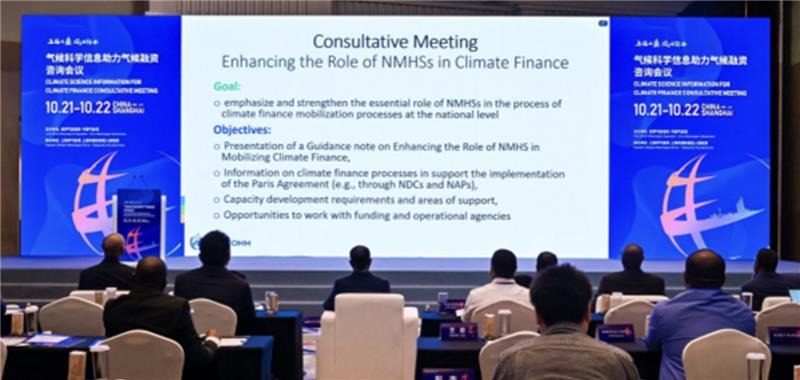 气候科学信息助力气候融资
咨询会议
CLIMATE SCIENCE INFORMATION FOR
CLIMATE FINANCE CONSULTATIVE MEETING
10.21-10.22 CHINA
SHANGHAI
Consultative Meeting
Enhancing the Role of NMHSs in Climate Finance
Goal:
emphasize and strengthen the essential role of NMHSs in the process of
climate finance mobilization processes at the national level
Objectives:
Presentation of a Guidance note on Enhancing the Role of NMHS in
Mobilizing Climate Finance,
Information on climate finance processes in support the implementation
of the Paris Agreement (e.g., through NDCs and NAPs),
Capacity development requirements and areas of support,
Opportunities to work with funding and operational agencies
OMM
气候科学信息助力气候融资
咨询会议
CLIMATE SCIENCE INFORMATION FOR
CLIMATE FINANCE CONSULTATIVE MEETING
10.21-10.22 CHINA
SHANGHAI